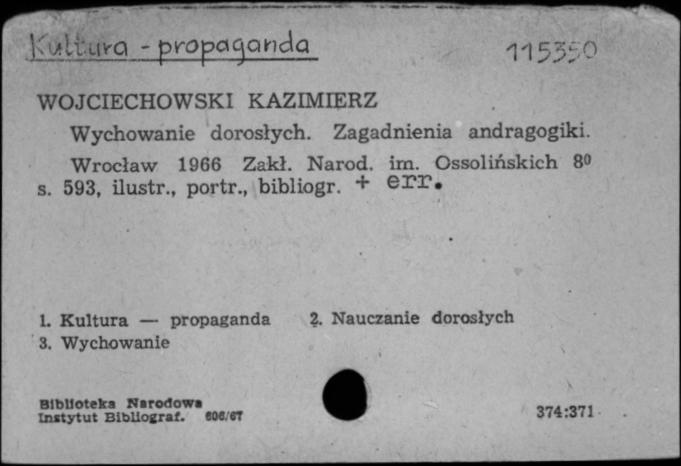 Kultura - propaganda
115350
WOJCIECHOWSKI KAZIMIERZ
Wychowanie dorosłych. Zagadnienia andragogiki.
Wrocław 1966 Zakł. Narod. im. Ossolińskich 8⁰
s. 593, ilustr., portr., bibliogr. + err.
1. Kultura — propaganda 2. Nauczanie dorosłych
3. Wychowanie
Biblioteka Narodowa
Instytut Bibliograf. 606/67
374:371